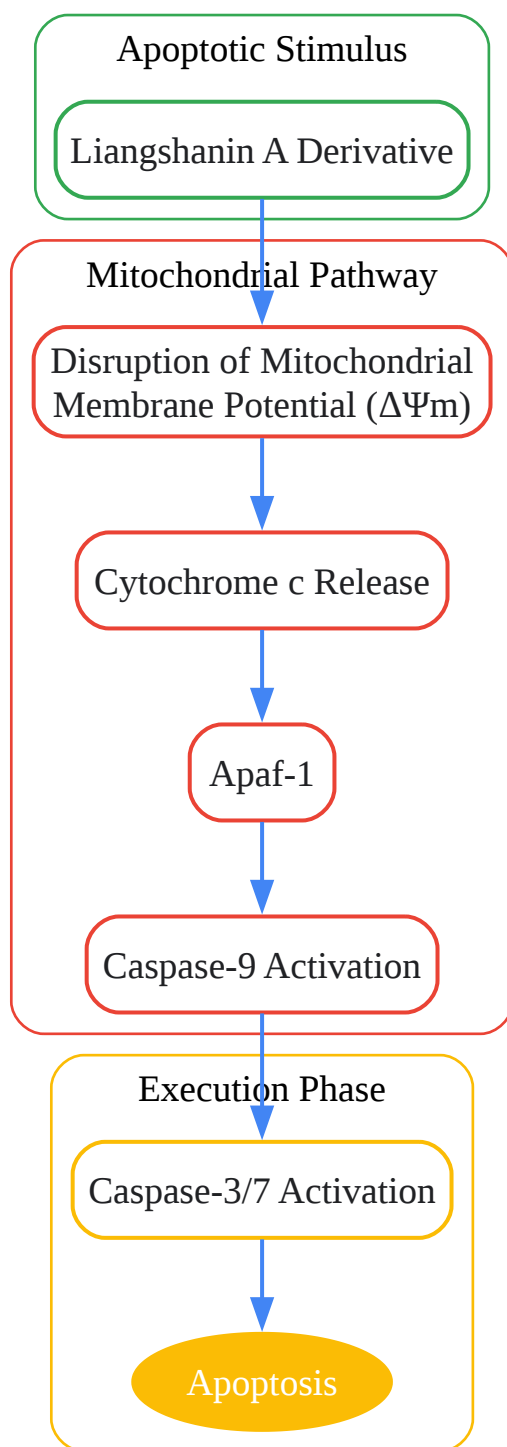 Apoptotic Stimulus
Liangshanin A Derivative
Mitochondrial Pathway
Disruption of Mitochondrial
Membrane Potential (ΔΨm)
Cytochrome c Release
Apaf-1
Caspase-9 Activation
Execution Phase
Caspase-3/7 Activation
Apoptosis